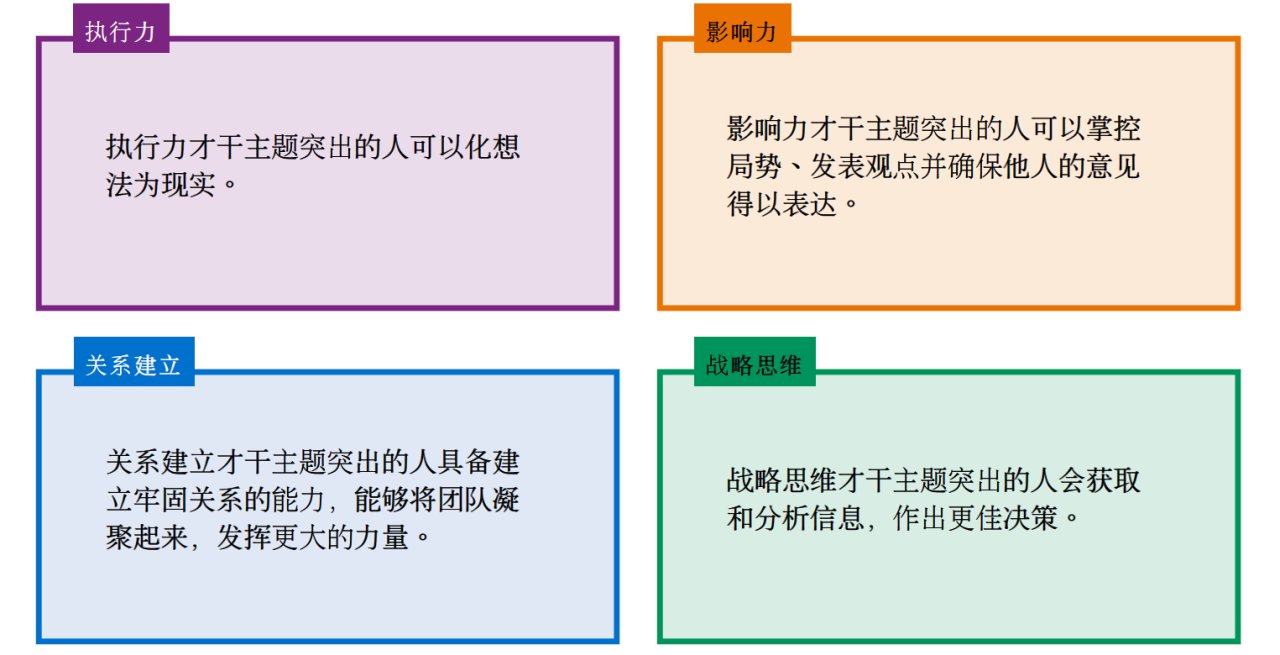 执行力
执行力才干主题突出的人可以化想
法为现实。
影响力
影响力才干主题突出的人可以掌控
局势、发表观点并确保他人的意见
得以表达。
关系建立
关系建立才干主题突出的人具备建
立牢固关系的能力，能够将团队凝
聚起来，发挥更大的力量。
战略思维
战略思维才干主题突出的人会获取
和分析信息，作出更佳决策。